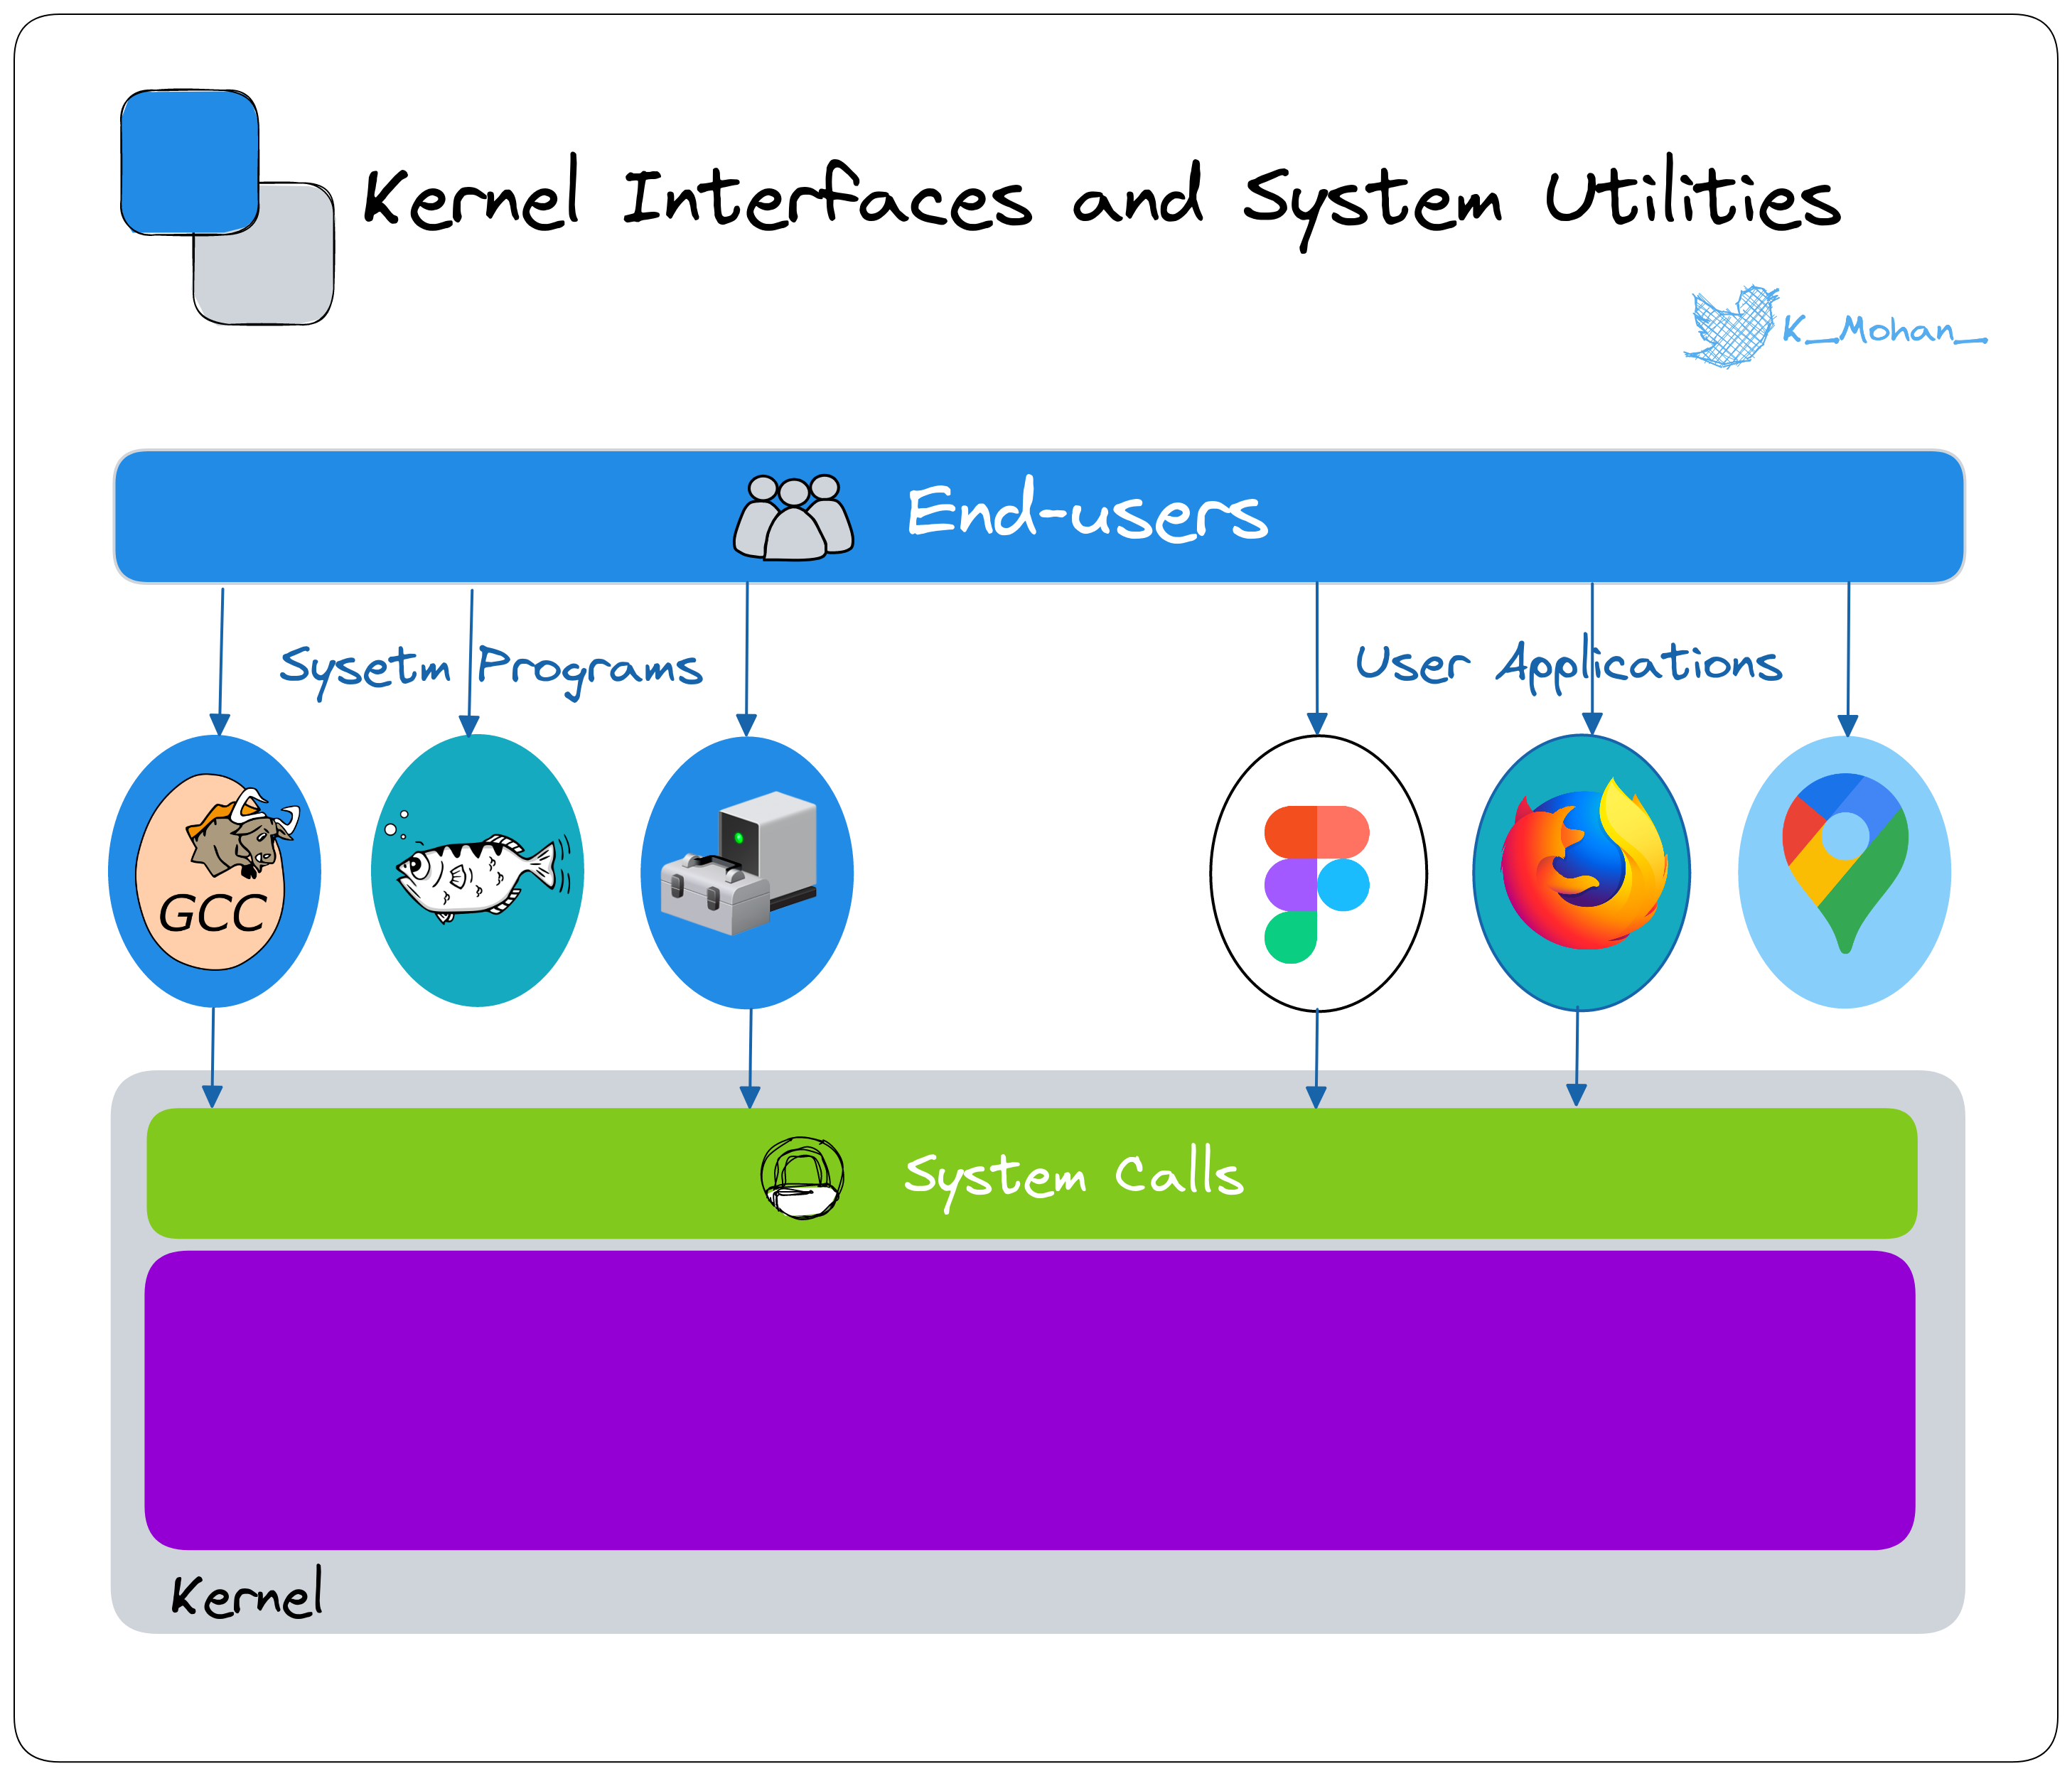 Kernel Interfaces and System Utilities
K_Mohan_
End-users
Sysetm Programs
User Applications
GCC
System Calls
Kernel